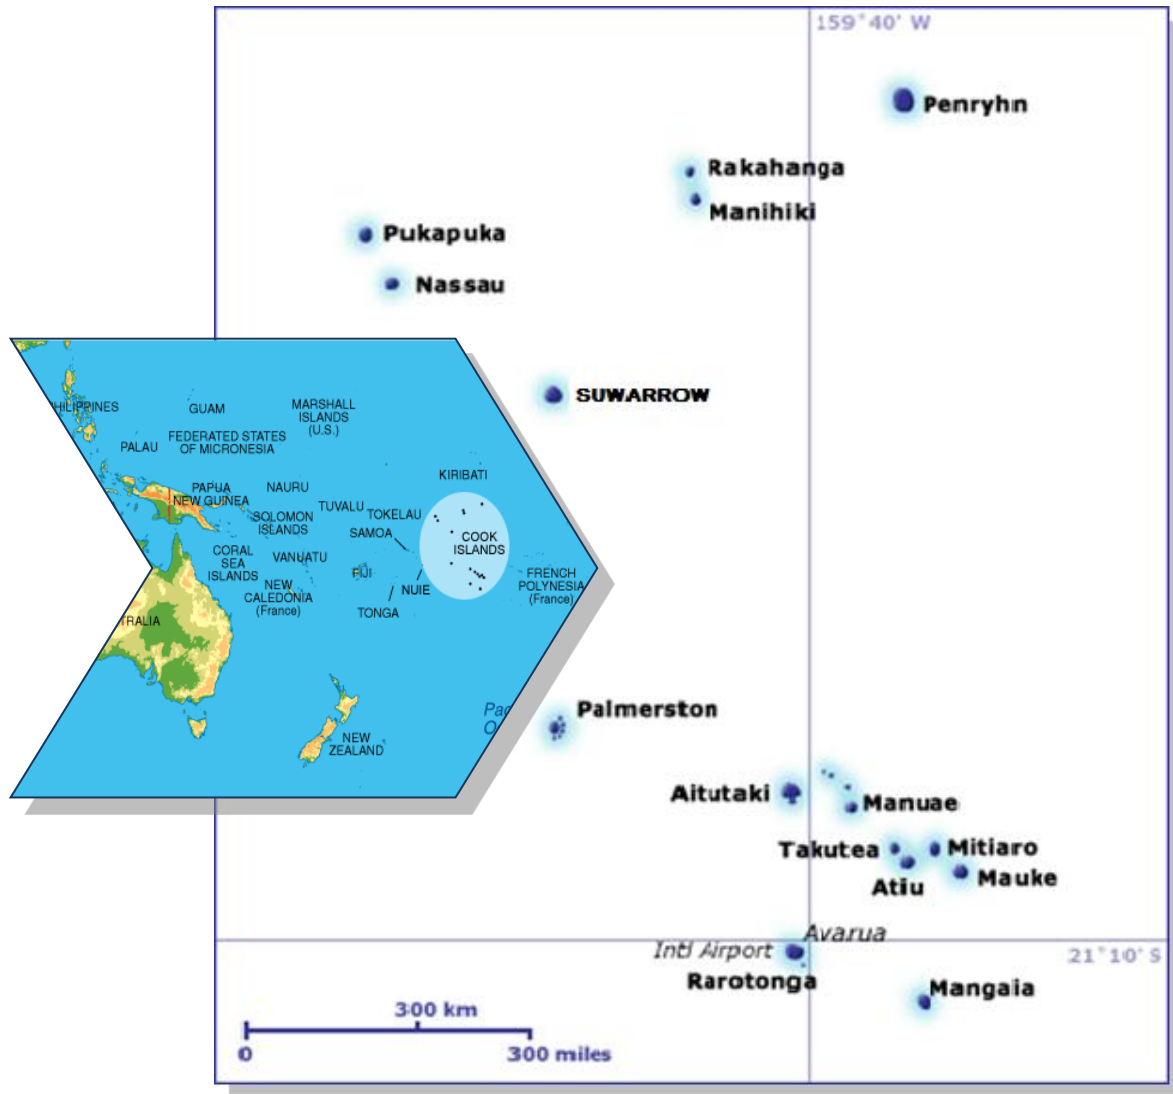 159°40' W
Penryhn
Rakahanga
Manihiki
Pukapuka
Nassau
SUWARROW
HILIPPINES
GUAM
MARSHALL
ISLANDS
(U.S.)
PALAU
FEDERATED STATES
OF MICRONESIA
KIRIBATI
PAPUA
NEW GUINEA
NAURU
TUVALU
TOKELAU
SOLOMON
ISLANDS
SAMOA
COOK
ISLANDS
CORAL
SEA
ISLANDS
VANUATU
FIJI
NUIE
FRENCH
POLYNESIA
(France)
NEW
CALEDONIA
(France)
TONGA
TRALIA
Pac
O
NEW
ZEALAND
Palmerston
Aitutaki
Manuae
Takutea
Mitiaro
Atiu
Mauke
Avarua
Intl Airport
21°10' S
Rarotonga
Mangaia
300 km
0
300 miles